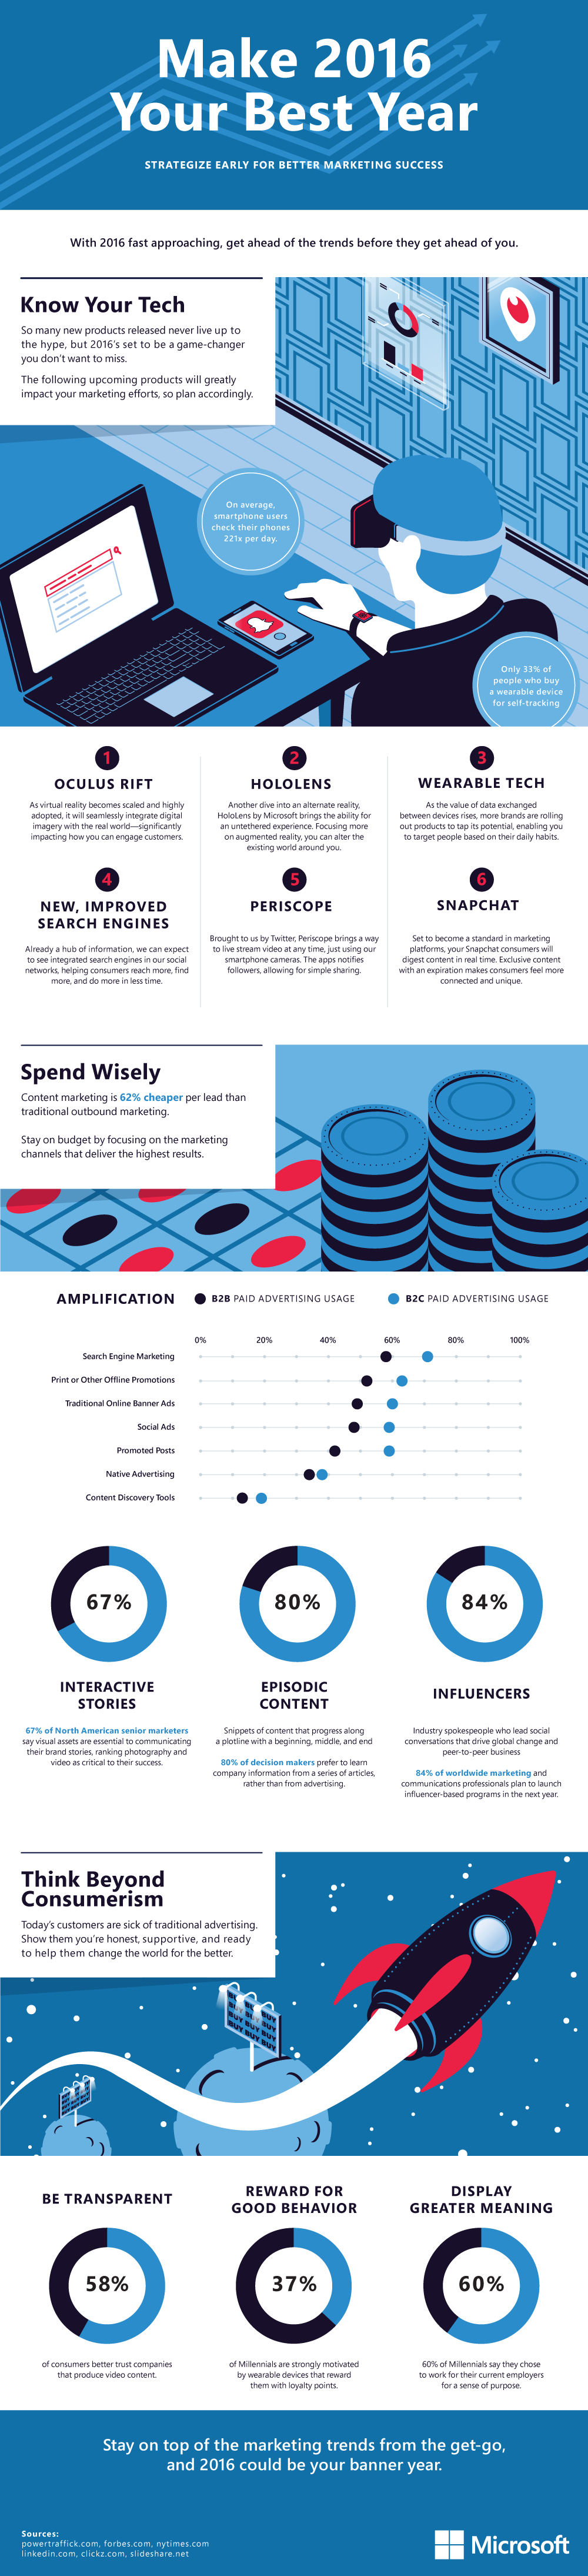 Make 2016
Your Best Year
STRATEGIZE EARLY FOR BETTER MARKETING SUCCESS
With 2016 fast approaching, get ahead of the trends before they get ahead of you.
Know Your Tech
So many new products released never live up to
the hype, but 2016's set to be a game-changer
you don't want to miss.
The following upcoming products will greatly
impact your marketing efforts, so plan accordingly.
On average,
smartphone users
check their phones
221x per day.
Only 33% of
people who buy
a wearable device
for self-tracking
1
OCULUS RIFT
As virtual reality becomes scaled and highly
adopted, it will seamlessly integrate digital
imagery with the real world—significantly
impacting how you can engage customers.
2
HOLOLENS
Another dive into an alternate reality,
HoloLens by Microsoft brings the ability for
an untethered experience. Focusing more
on augmented reality, you can alter the
existing world around you.
3
WEARABLE TECH
As the value of data exchanged
between devices rises, more brands are rolling
out products to tap its potential, enabling you
to target people based on their daily habits.
4
NEW, IMPROVED
SEARCH ENGINES
Already a hub of information, we can expect
to see integrated search engines in our social
networks, helping consumers reach more, find
more, and do more in less time.
5
PERISCOPE
Brought to us by Twitter, Periscope brings a way
to live stream video at any time, just using our
smartphone cameras. The apps notifies
followers, allowing for simple sharing.
6
SNAPCHAT
Set to become a standard in marketing
platforms, your Snapchat consumers will
digest content in real time. Exclusive content
with an expiration makes consumers feel more
connected and unique.
Spend Wisely
Content marketing is 62% cheaper per lead than
traditional outbound marketing.
Stay on budget by focusing on the marketing
channels that deliver the highest results.
AMPLIFICATION
B2B PAID ADVERTISING USAGE
B2C PAID ADVERTISING USAGE
0% 20% 40% 60% 80% 100%
Search Engine Marketing
Print or Other Offline Promotions
Traditional Online Banner Ads
Social Ads
Promoted Posts
Native Advertising
Content Discovery Tools
67%
INTERACTIVE
STORIES
67% of North American senior marketers
say visual assets are essential to communicating
their brand stories, ranking photography and
video as critical to their success.
80%
EPISODIC
CONTENT
Snippets of content that progress along
a plotline with a beginning, middle, and end
80% of decision makers prefer to learn
company information from a series of articles,
rather than from advertising.
84%
INFLUENCERS
Industry spokespeople who lead social
conversations that drive global change and
peer-to-peer business
84% of worldwide marketing and
communications professionals plan to launch
influencer-based programs in the next year.
Think Beyond
Consumerism
Today's customers are sick of traditional advertising.
Show them you're honest, supportive, and ready
to help them change the world for the better.
BUY BUY BUY
BUY BUY BUY
BUY BUY BUY
BE TRANSPARENT
58%
of consumers better trust companies
that produce video content.
REWARD FOR
GOOD BEHAVIOR
37%
of Millennials are strongly motivated
by wearable devices that reward
them with loyalty points.
DISPLAY
GREATER MEANING
60%
60% of Millennials say they chose
to work for their current employers
for a sense of purpose.
Stay on top of the marketing trends from the get-go,
and 2016 could be your banner year.
Sources:
powertraffick.com, forbes.com, nytimes.com
linkedin.com, clickz.com, slideshare.net
Microsoft